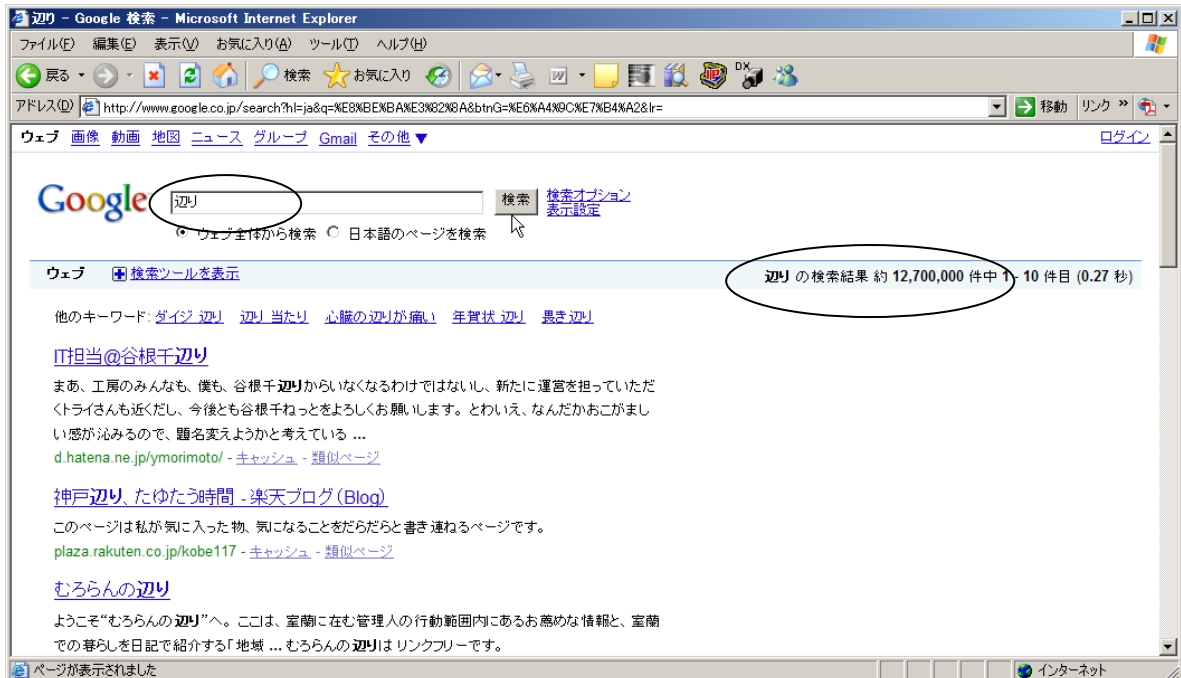 辺り - Google 検索 - Microsoft Internet Explorer
ファイル(F) 編集(E) 表示(V) お気に入り(A) ツール(T) ヘルプ(H)
戻る 検索 お気に入り
アドレス(D) http://www.google.co.jp/search?hl=ja&q=%E8%BE%BA%E3%82%8A&btnG=%E6%A4%9C%E7%B4%A2&lr= 移動 リンク »
ウェブ 画像 動画 地図 ニュース グループ Gmail その他 ▼ ログイン
Google 辺り 検索 検索オプション
表示設定
ウェブ全体から検索 日本語のページを検索
ウェブ 検索ツールを表示 辺り の検索結果 約 12,700,000 件中 1 - 10 件目 (0.27 秒)
他のキーワード: ダイジ 辺り 辺り 当たり 心臓の辺りが痛い 年賀状 辺り 畏き辺り
IT担当@谷根千辺り
まあ、工房のみんなも、僕も、谷根千辺りからいなくなるわけではないし、新たに運営を担っていただ
くトライさんも近くだし、今後とも谷根千ねっとをよろしくお願いします。とわいえ、なんだかおこがまし
い感が沁みるので、題名変えようかと考えている ...
d.hatena.ne.jp/ymorimoto/ - キャッシュ - 類似ページ
神戸辺り、たゆたう時間 - 楽天ブログ(Blog)
このページは私が気に入った物、気になることをだらだらと書き連ねるページです。
plaza.rakuten.co.jp/kobe117 - キャッシュ - 類似ページ
むろらんの辺り
ようこそ“むろらんの辺り”へ。ここは、室蘭に在む管理人の行動範囲内にあるお薦めな情報と、室蘭
での暮らしを日記で紹介する「地域 ... むろらんの辺りはリンクフリーです。
ページが表示されました インターネット